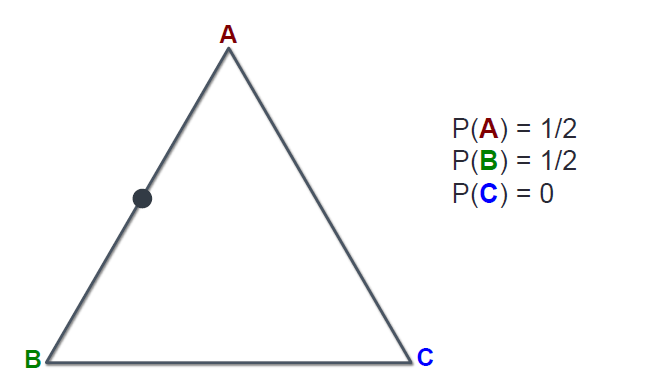 A
P(A) = 1/2
P(B) = 1/2
P(C) = 0
B
C